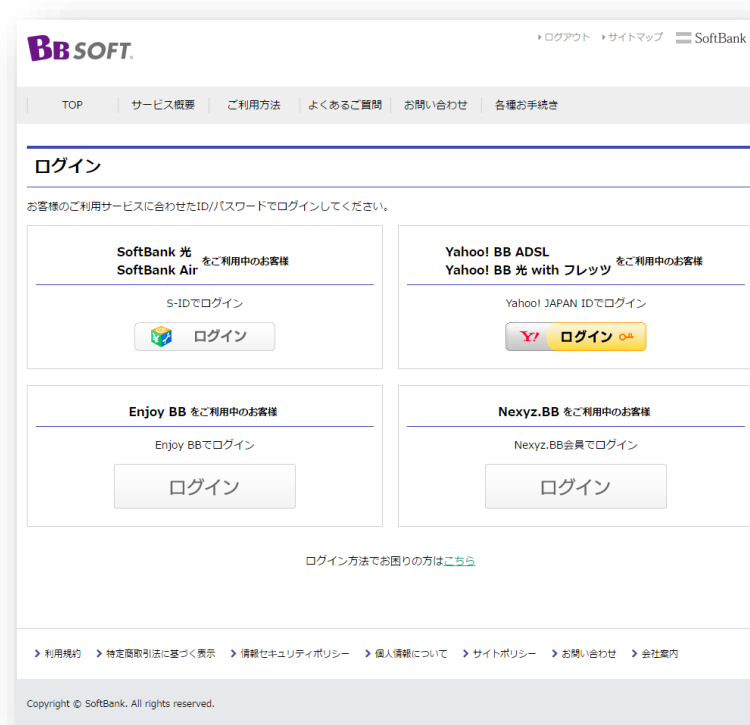 BB SOFT.
ログアウト サイトマップ SoftBank
TOP サービス概要 ご利用方法 よくあるご質問 お問い合わせ 各種お手続き
ログイン
お客様のご利用サービスに合わせたID/パスワードでログインしてください。
SoftBank 光
SoftBank Air
をご利用中のお客様
S-IDでログイン
ログイン
Yahoo! BB ADSL
Yahoo! BB 光 with フレッツ
をご利用中のお客様
Yahoo! JAPAN IDでログイン
Y! ログイン
Enjoy BB をご利用中のお客様
Enjoy BBでログイン
ログイン
Nexyz.BB をご利用中のお客様
Nexyz.BB会員でログイン
ログイン
ログイン方法でお困りの方はこちら
利用規約 特定商取引法に基づく表示 情報セキュリティポリシー 個人情報について サイトポリシー お問い合わせ 会社案内
Copyright © SoftBank. All rights reserved.